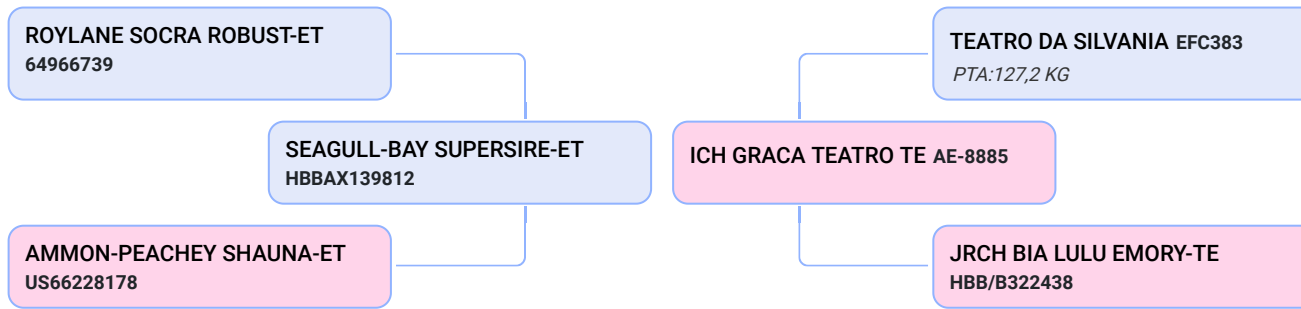 ROYLANE SOCRA ROBUST-ET
64966739
SEAGULL-BAY SUPERSIRE-ET
HBBAX139812
AMMON-PEACHEY SHAUNA-ET
US66228178
TEATRO DA SILVANIA EFC383
PTA:127,2 KG
ICH GRACA TEATRO TE AE-8885
JRCH BIA LULU EMORY-TE
HBB/B322438